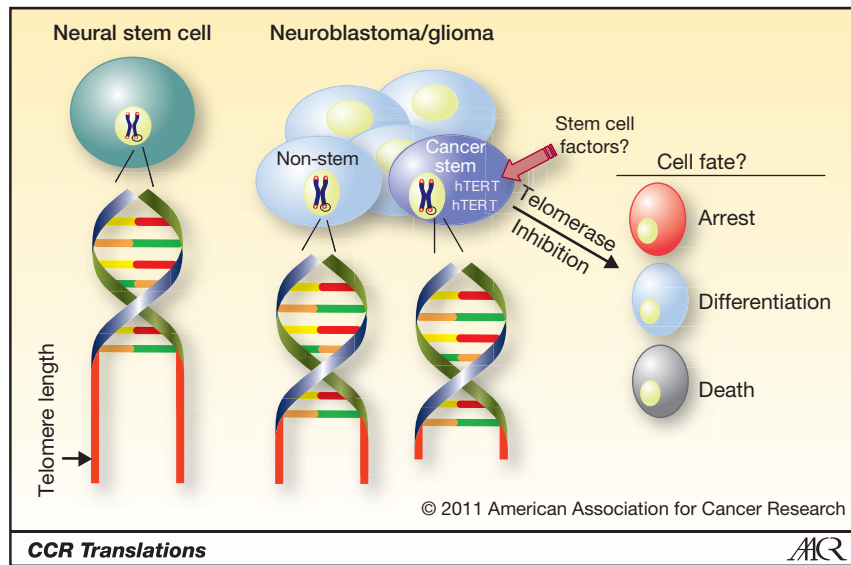 Neural stem cell
Neuroblastoma/glioma
Non-stem
Cancer
stem
hTERT
hTERT
Stem cell
factors?
Telomerase
Inhibition
Cell fate?
Arrest
Differentiation
Death
Telomere length
© 2011 American Association for Cancer Research
CCR Translations
AACR